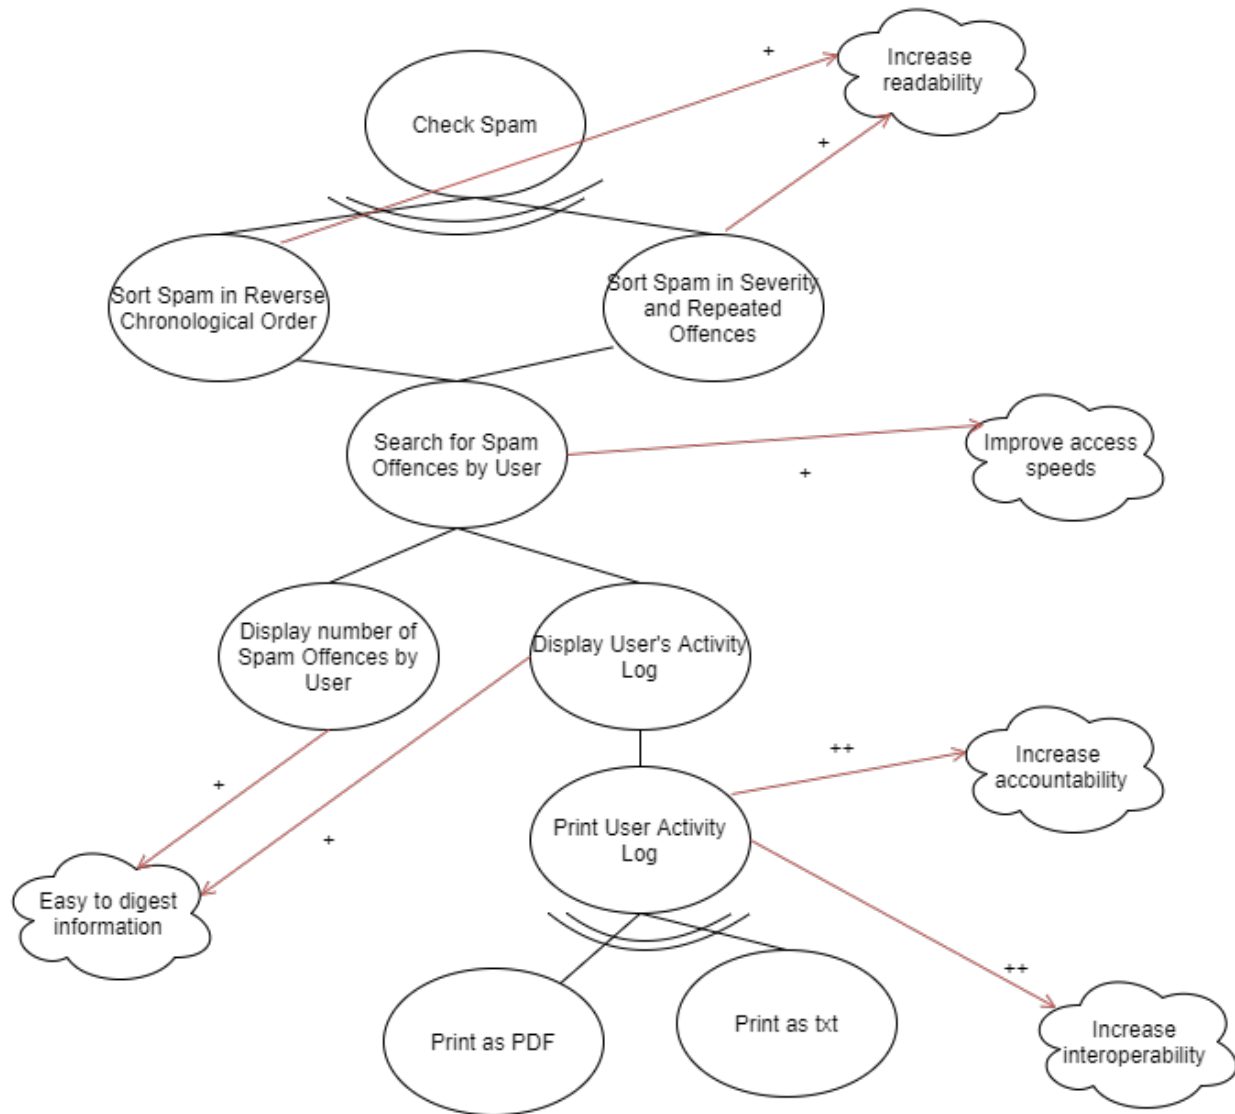 +
Increase
readability
Check Spam
+
Sort Spam in Reverse
Chronological Order
Sort Spam in Severity
and Repeated
Offences
Search for Spam
Offences by User
+
Improve access
speeds
Display number of
Spam Offences by
User
Display User's Activity
Log
+
+
++
Increase
accountability
Print User Activity
Log
Easy to digest
information
++
Print as PDF
Print as txt
Increase
interoperability